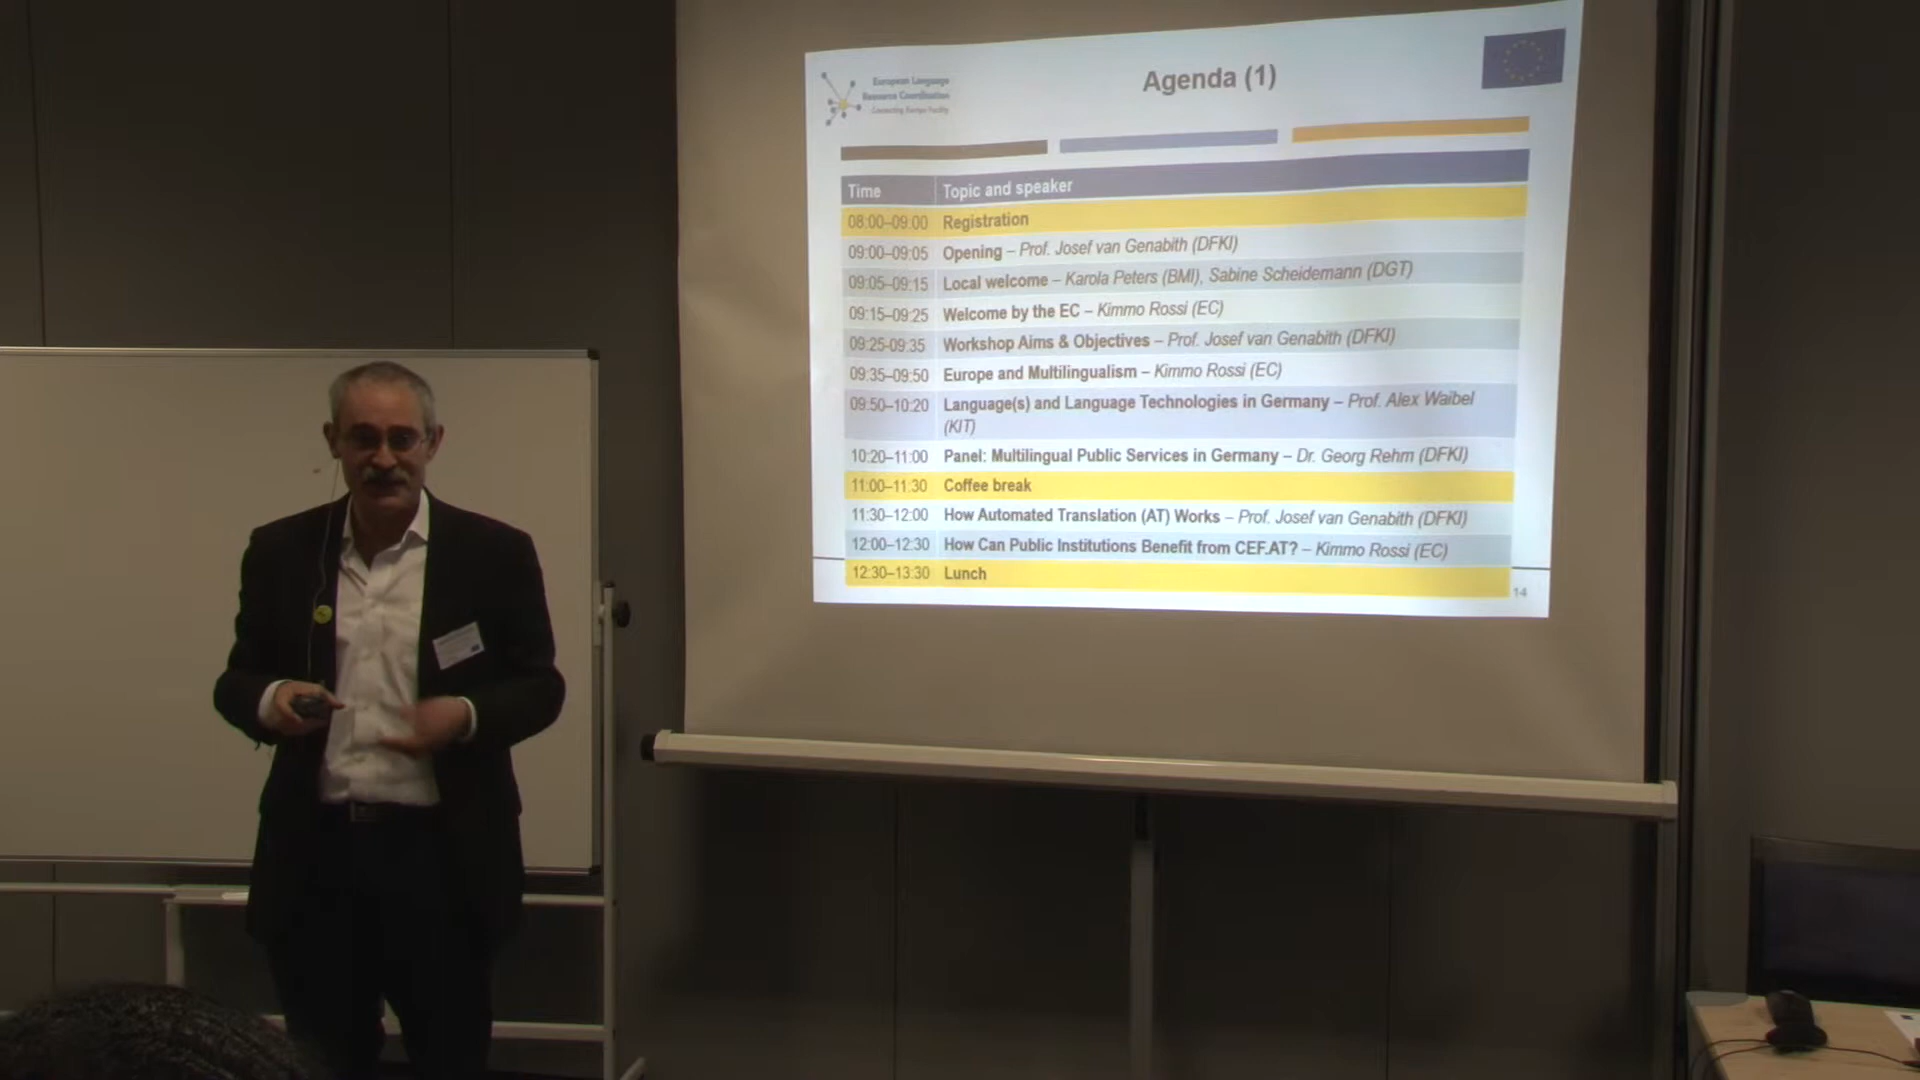 European Language
Resource Coordination
Connecting Europe Facility
Agenda (1)
Time Topic and speaker
08:00–09:00 Registration
09:00–09:05 Opening – Prof. Josef van Genabith (DFKI)
09:05–09:15 Local welcome – Karola Peters (BMI), Sabine Scheidemann (DGT)
09:15–09:25 Welcome by the EC – Kimmo Rossi (EC)
09:25-09:35 Workshop Aims & Objectives – Prof. Josef van Genabith (DFKI)
09:35–09:50 Europe and Multilingualism – Kimmo Rossi (EC)
09:50–10:20 Language(s) and Language Technologies in Germany – Prof. Alex Waibel
(KIT)
10:20–11:00 Panel: Multilingual Public Services in Germany – Dr. Georg Rehm (DFKI)
11:00–11:30 Coffee break
11:30–12:00 How Automated Translation (AT) Works – Prof. Josef van Genabith (DFKI)
12:00–12:30 How Can Public Institutions Benefit from CEF.AT? – Kimmo Rossi (EC)
12:30–13:30 Lunch
14